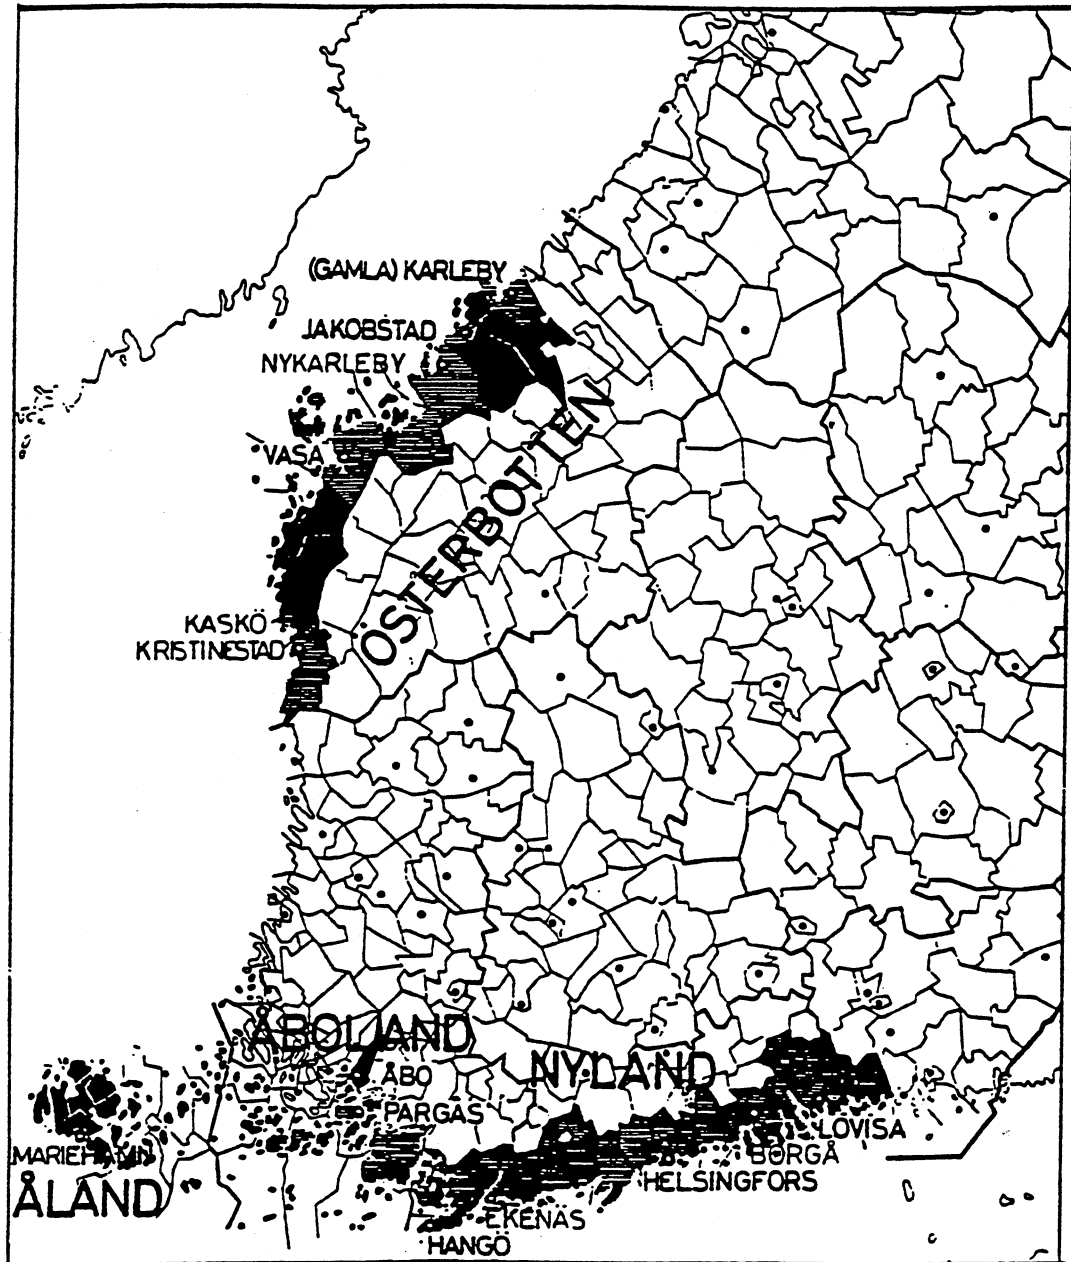 (GAMLA) KARLEBY
JAKOBSTAD
NYKARLEBY
VASA
ÖSTERBOTTEN
KASKÖ
KRISTINESTAD
ÅBOLAND
NYLAND
ÅBO
PARGAS
LOVISA
MARIEHAMN
BORGÅ
HELSINGFORS
ÅLAND
EKENÄS
HANGÖ